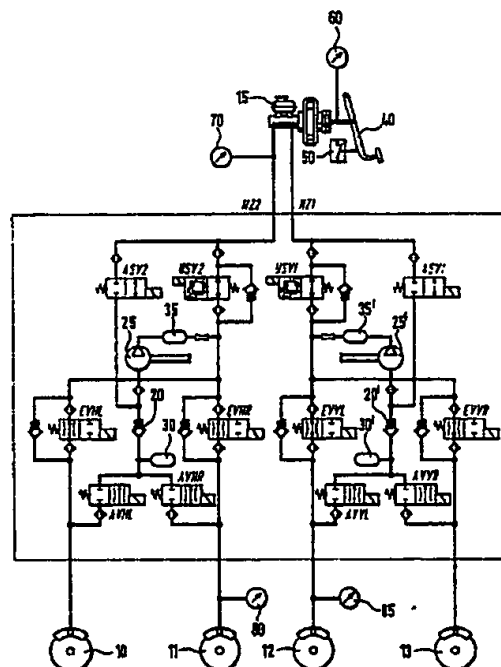 60
15
70
40
50
HZ2 HZ1
ASV2 USV2 USV1 ASV1
35 35'
25 25'
EVHL 20 EVHR EVVL 20' EVVR
30 30'
AVHL AVHR AVVL AVVR
80 85
10 11 12 13